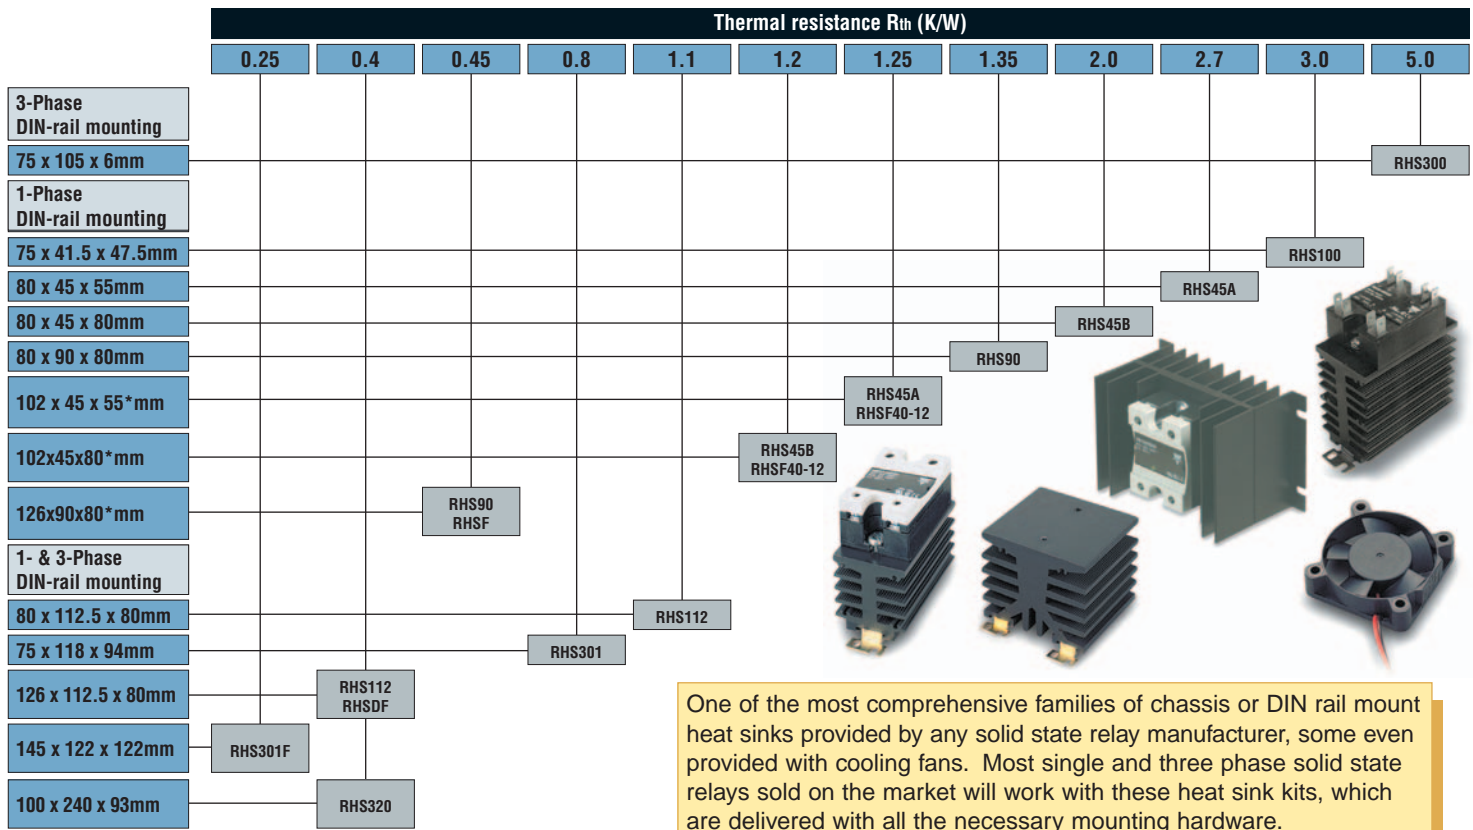 Thermal resistance Rth (K/W)
0.25 0.4 0.45 0.8 1.1 1.2 1.25 1.35 2.0 2.7 3.0 5.0
3-Phase
DIN-rail mounting
75 x 105 x 6mm
RHS300
1-Phase
DIN-rail mounting
75 x 41.5 x 47.5mm
RHS100
80 x 45 x 55mm
RHS45A
80 x 45 x 80mm
RHS45B
80 x 90 x 80mm
RHS90
102 x 45 x 55*mm
RHS45A
RHSF40-12
102x45x80*mm
RHS45B
RHSF40-12
126x90x80*mm
RHS90
RHSF
1- & 3-Phase
DIN-rail mounting
80 x 112.5 x 80mm
RHS112
75 x 118 x 94mm
RHS301
126 x 112.5 x 80mm
RHS112
RHSDF
145 x 122 x 122mm
RHS301F
100 x 240 x 93mm
RHS320
One of the most comprehensive families of chassis or DIN rail mount
heat sinks provided by any solid state relay manufacturer, some even
provided with cooling fans. Most single and three phase solid state
relays sold on the market will work with these heat sink kits, which
are delivered with all the necessary mounting hardware.